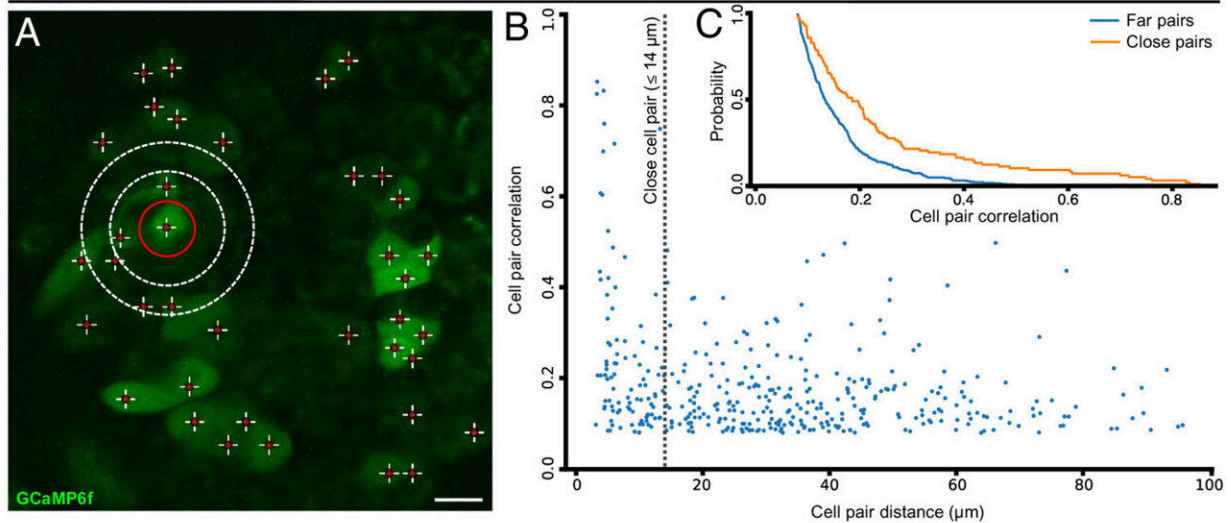 A
GCaMP6f
B
1.0
0.8
0.6
0.4
0.2
0.0
Cell pair correlation
Close cell pair (≤ 14 µm)
0
20
40
60
80
100
Cell pair distance (µm)
C
Far pairs
Close pairs
1.0
0.5
0.0
Probability
0.0
0.2
0.4
0.6
0.8
Cell pair correlation